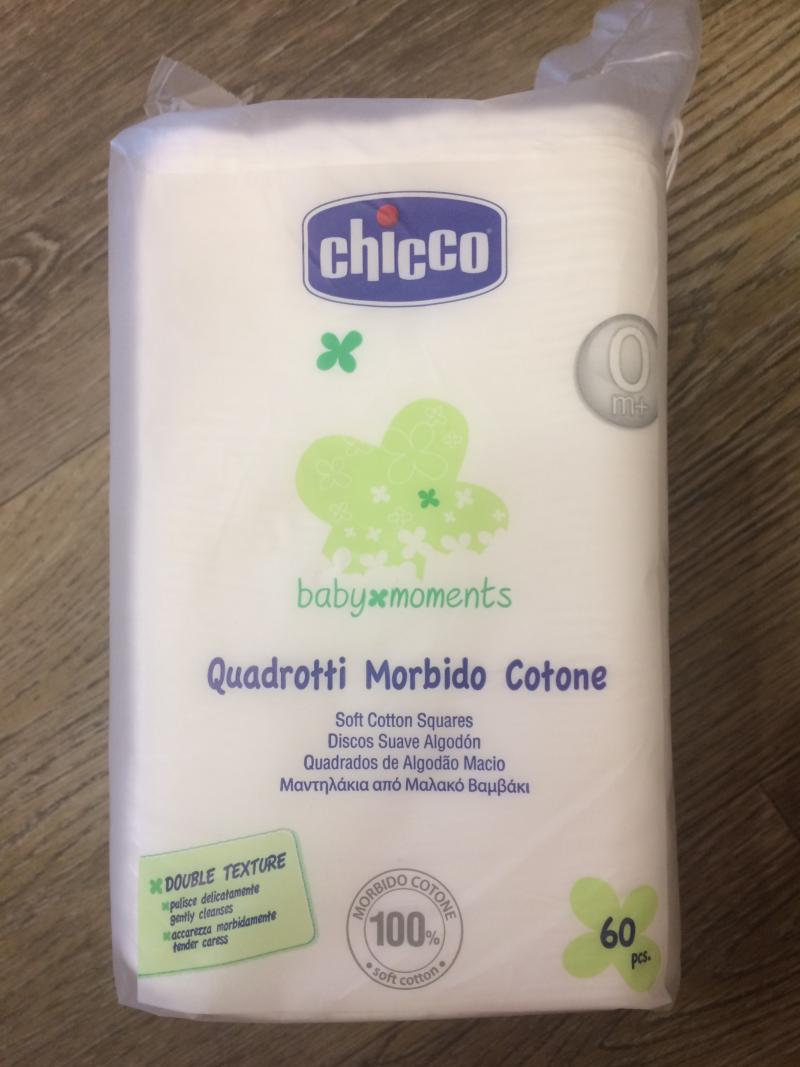 chicco
0
m+
baby moments
Quadrotti Morbido Cotone
Soft Cotton Squares
Discos Suave Algodón
Quadrados de Algodão Macio
Μαντηλάκια από Μαλακό Βαμβάκι
DOUBLE TEXTURE
pulisce delicatamente
gently cleanses
accarezza morbidamente
tender caress
MORBIDO COTONE
100%
• soft cotton •
60
pcs.